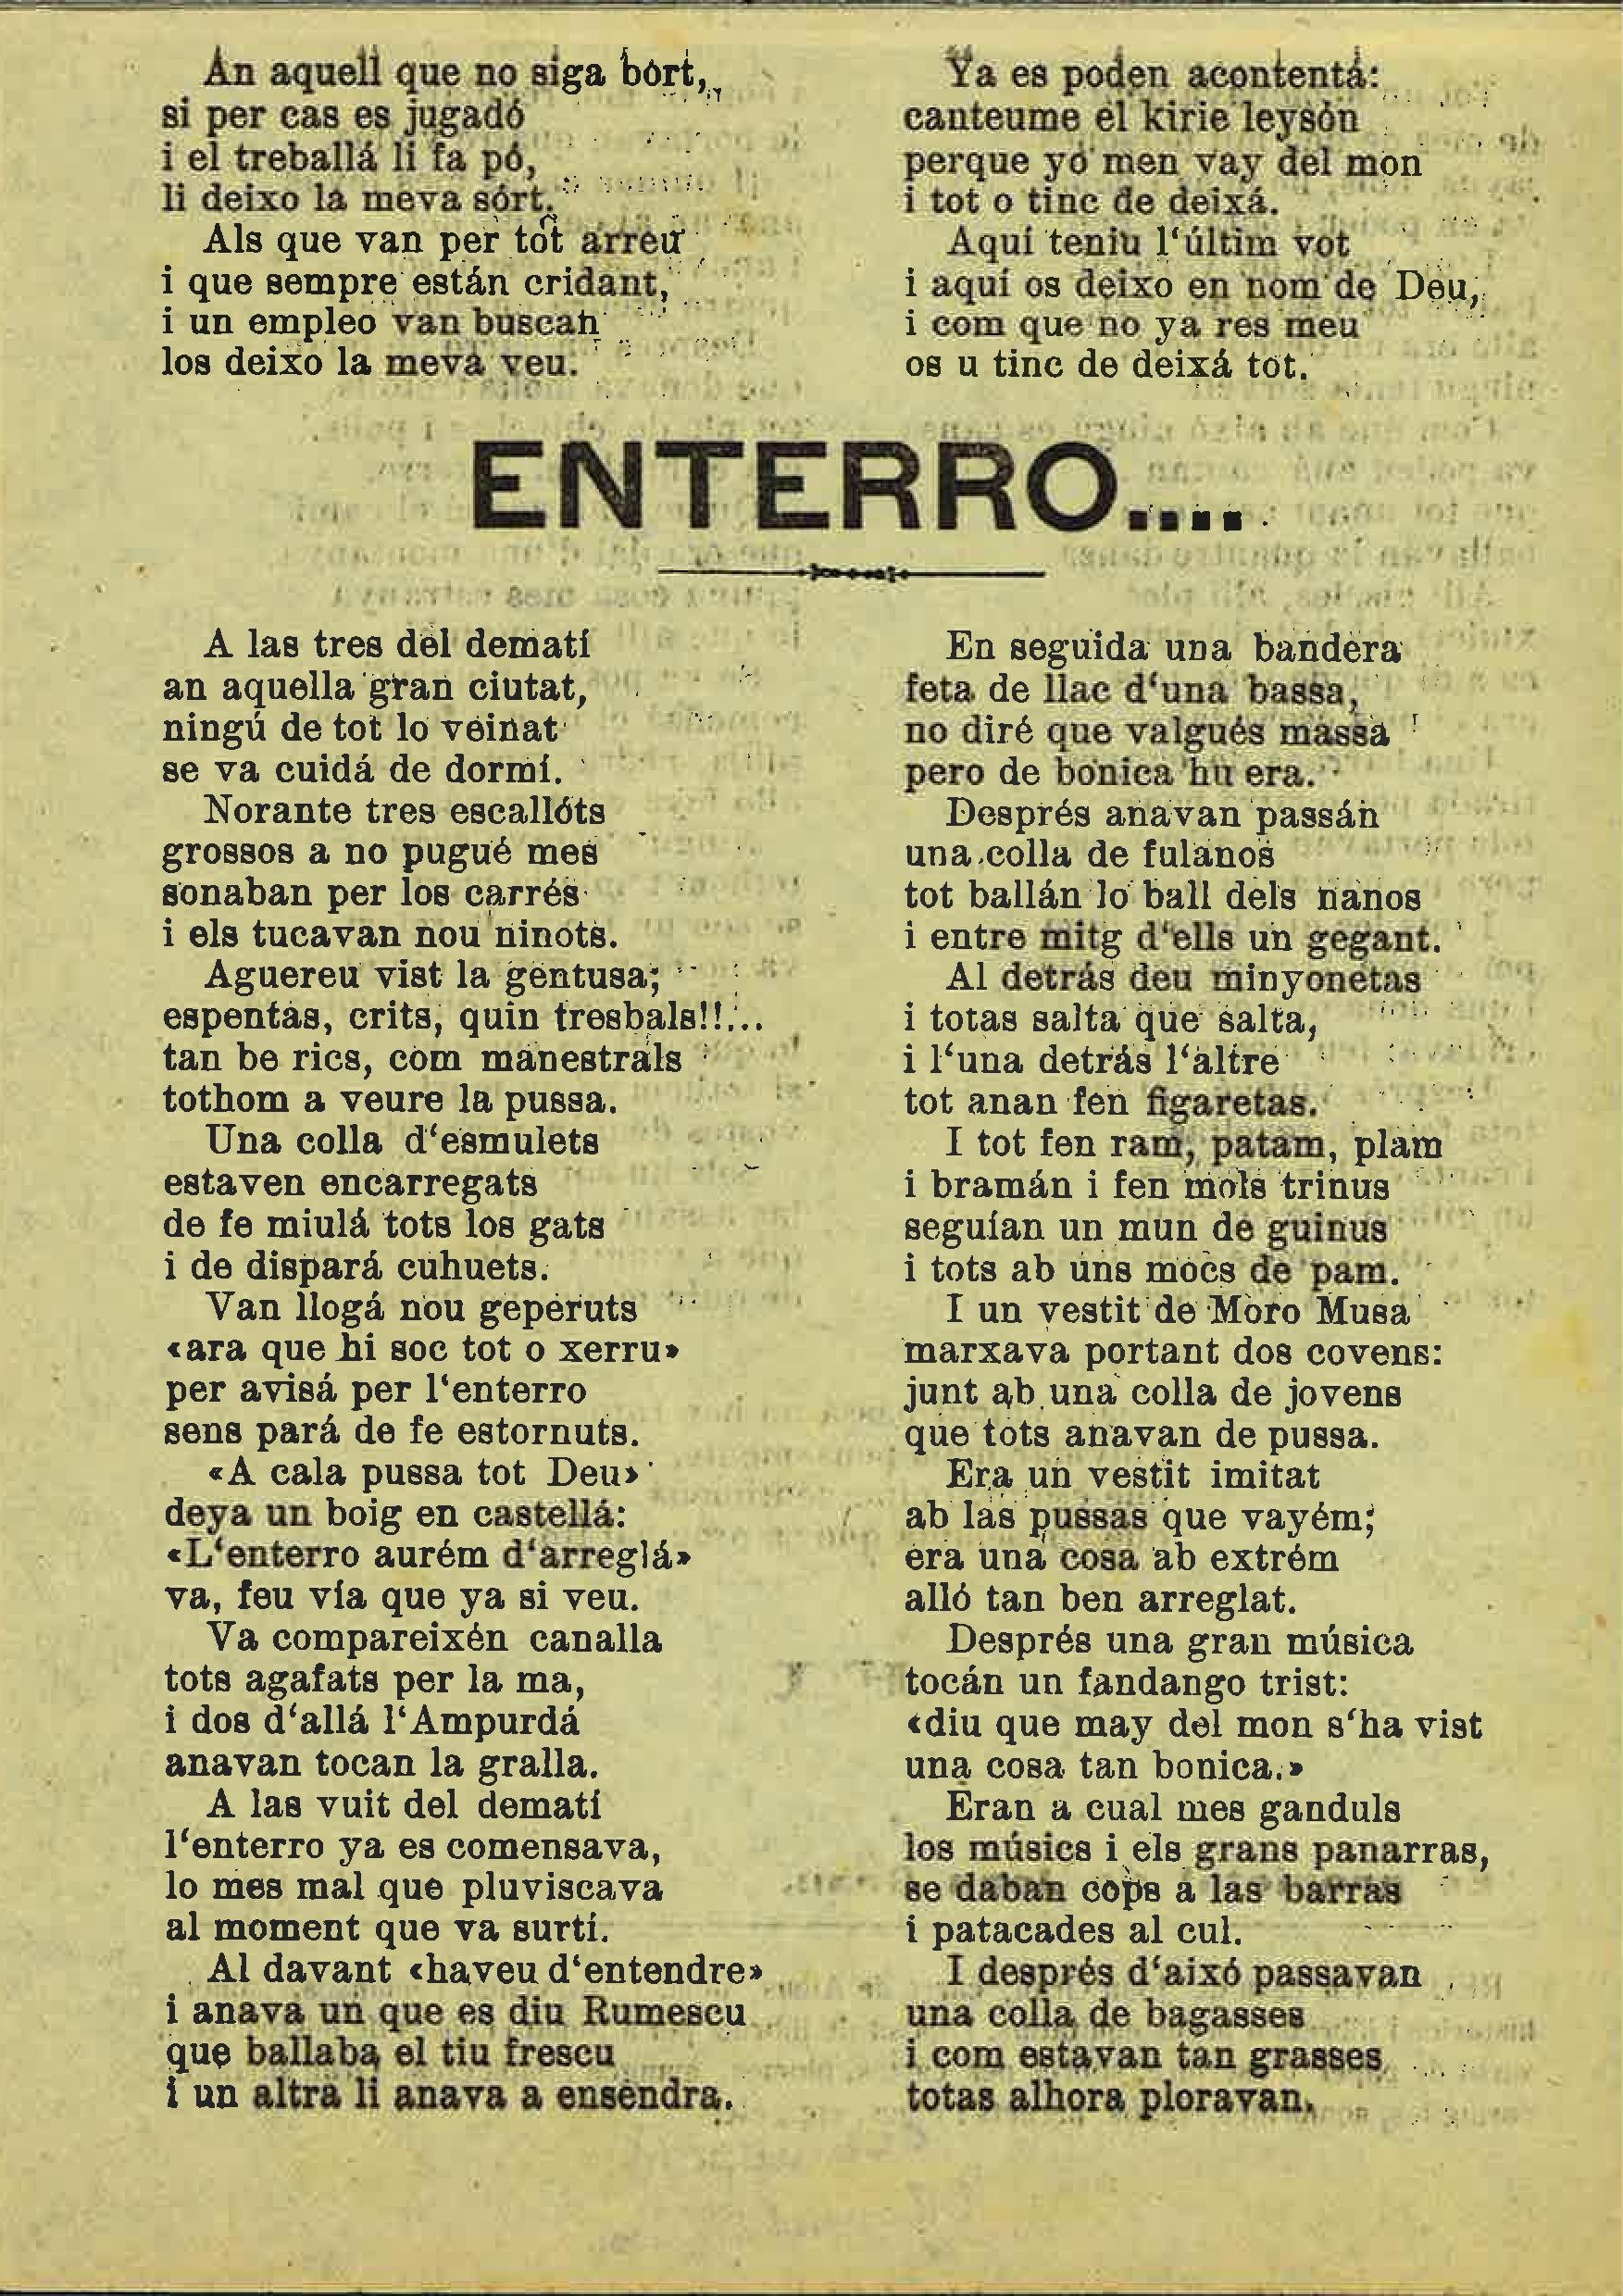 An aquell que no siga bórt,
si per cas es jugadó
i el treballá li fa pó,
li deixo la meva sórt.
Als que van per tot arreu
i que sempre están cridant,
i un empleo van buscan
los deixo la meva veu.
Ya es poden acontentá:
canteume el kirie leysón
perque yo men vay del mon
i tot o tinc de deixá.
Aquí teniu l‘últim vot
i aquí os deixo en nom de Deu,
i com que no ya res meu
os u tinc de deixá tot.
ENTERRO....
A las tres del dematí
an aquella gran ciutat,
ningú de tot lo veinat
se va cuidá de dormí.
Norante tres escallóts
grossos a no pugué mes
sonaban per los carrés
i els tucavan nou ninots.
Aguereu vist la gentusa;
espentas, crits, quin tresbals!!...
tan be rics, com manestrals
tothom a veure la pussa.
Una colla d‘esmulets
estaven encarregats
de fe miulá tots los gats
i de dispará cuhuets.
Van llogá nou geperuts
«ara que hi soc tot o xerru»
per avisá per l‘enterro
sens pará de fe estornuts.
«A cala pussa tot Deu»
deya un boig en castellá:
«L‘enterro aurém d‘arreglá»
va, feu vía que ya si veu.
Va compareixén canalla
tots agafats per la ma,
i dos d‘allá l‘Ampurdá
anavan tocan la gralla.
A las vuit del dematí
l‘enterro ya es comensava,
lo mes mal que pluviscava
al moment que va surtí.
Al davant «haveu d‘entendre»
i anava un que es diu Rumescu
que ballaba el tiu frescu
i un altra li anava a ensendra.
En seguida una bandera
feta de llac d‘una bassa,
no diré que valgués massa
pero de bonica hu era.
Després anavan passán
una colla de fulanos
tot ballán lo ball dels nanos
i entre mitg d‘ells un gegant.
Al detrás deu minyonetas
i totas salta que salta,
i l‘una detrás l‘altre
tot anan fen figaretas.
I tot fen ram, patam, plam
i bramán i fen mols trinus
seguían un mun de guinus
i tots ab uns mocs de pam.
I un vestit de Moro Musa
marxava portant dos covens:
junt ab una colla de jovens
que tots anavan de pussa.
Era un vestit imitat
ab las pussas que vayém;
era una cosa ab extrém
alló tan ben arreglat.
Després una gran música
tocán un fandango trist:
«diu que may del mon s‘ha vist
una cosa tan bonica.»
Eran a cual mes ganduls
los músics i els grans panarras,
se daban cops a las barras
i patacades al cul.
I després d‘aixó passavan
una colla de bagasses
i com estavan tan grasses
totas alhora ploravan.